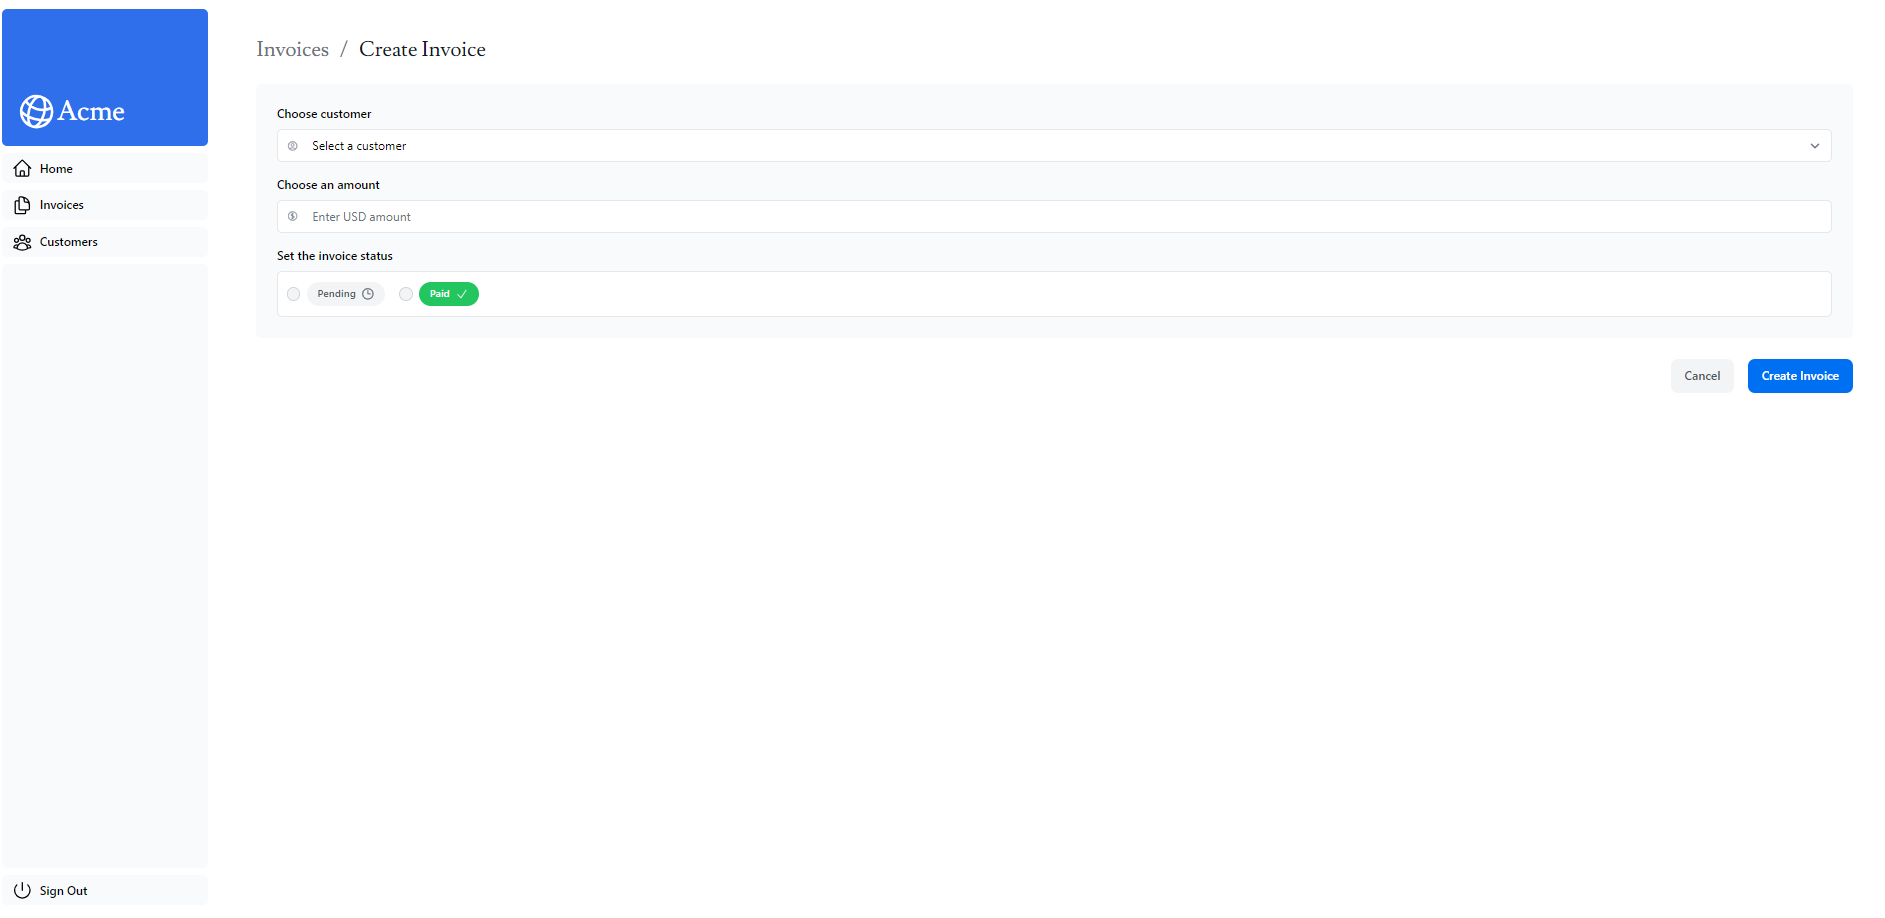 Acme
Home
Invoices
Customers
Sign Out
Invoices / Create Invoice
Choose customer
Select a customer
Choose an amount
Enter USD amount
Set the invoice status
Pending Paid
Cancel Create Invoice